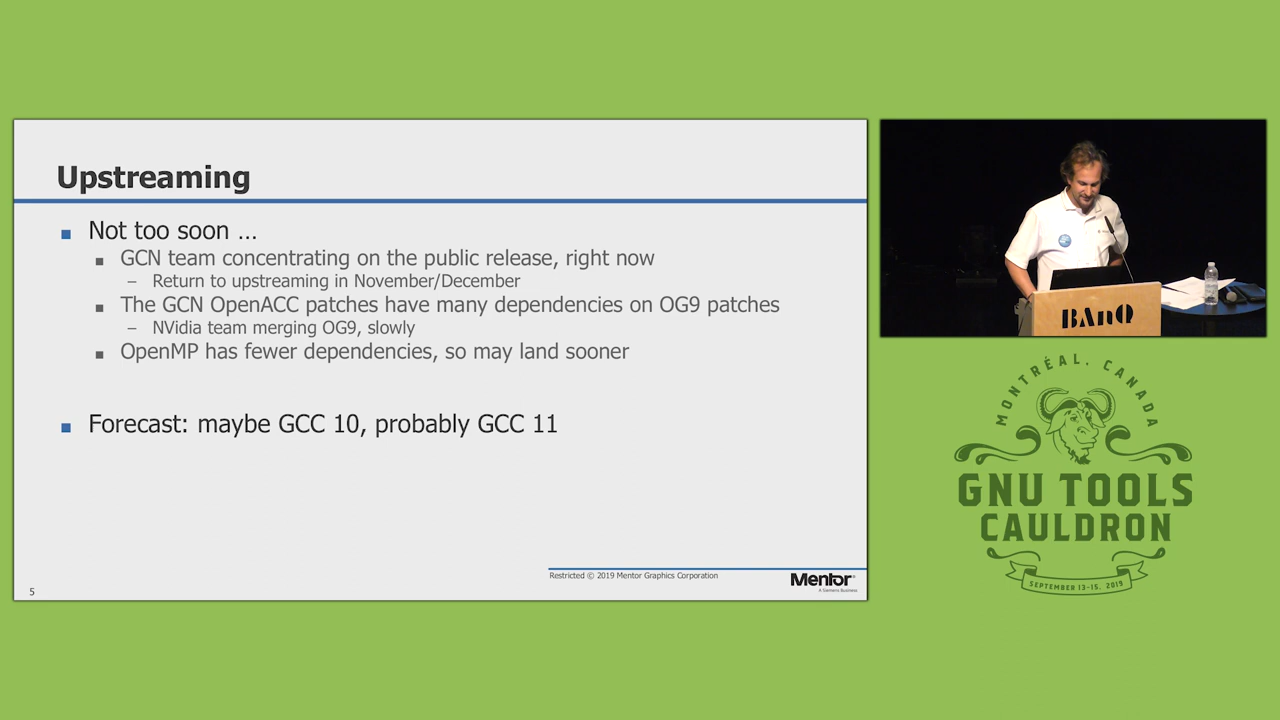 Upstreaming
Not too soon ...
GCN team concentrating on the public release, right now
– Return to upstreaming in November/December
The GCN OpenACC patches have many dependencies on OG9 patches
– NVidia team merging OG9, slowly
OpenMP has fewer dependencies, so may land sooner
Forecast: maybe GCC 10, probably GCC 11
Restricted © 2019 Mentor Graphics Corporation
Mentor®
A Siemens Business
5
BAnQ
MONTRÉAL, CANADA
GNU TOOLS
CAULDRON
SEPTEMBER 13-15, 2019